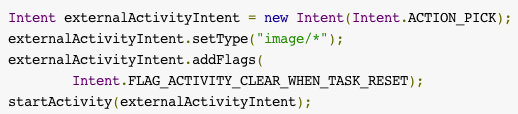 Intent externalActivityIntent = new Intent(Intent.ACTION_PICK);
externalActivityIntent.setType("image/*");
externalActivityIntent.addFlags(
        Intent.FLAG_ACTIVITY_CLEAR_WHEN_TASK_RESET);
startActivity(externalActivityIntent);